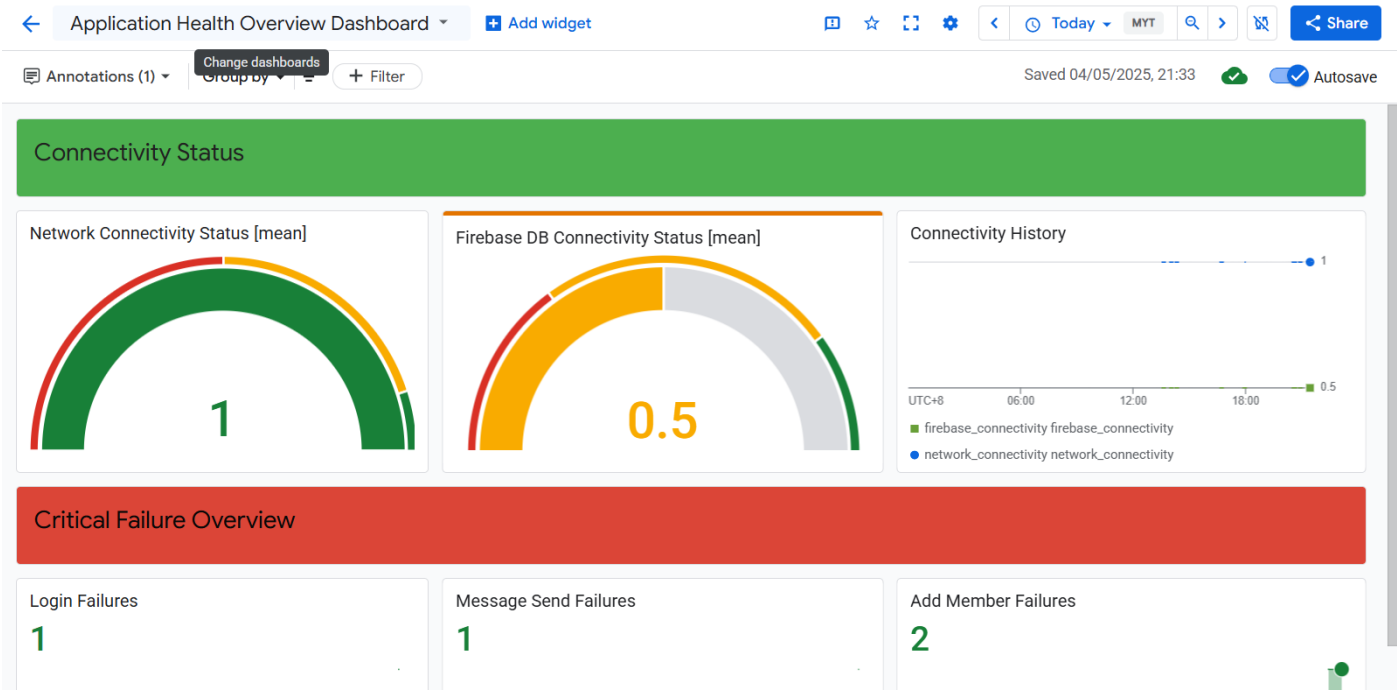 Application Health Overview Dashboard
Add widget
Today
MYT
Share
Change dashboards
Annotations (1)
Group by
Filter
Saved 04/05/2025, 21:33
Autosave
Connectivity Status
Network Connectivity Status [mean]
1
Firebase DB Connectivity Status [mean]
0.5
Connectivity History
1
0.5
UTC+8
06:00
12:00
18:00
firebase_connectivity firebase_connectivity
network_connectivity network_connectivity
Critical Failure Overview
Login Failures
1
Message Send Failures
1
Add Member Failures
2